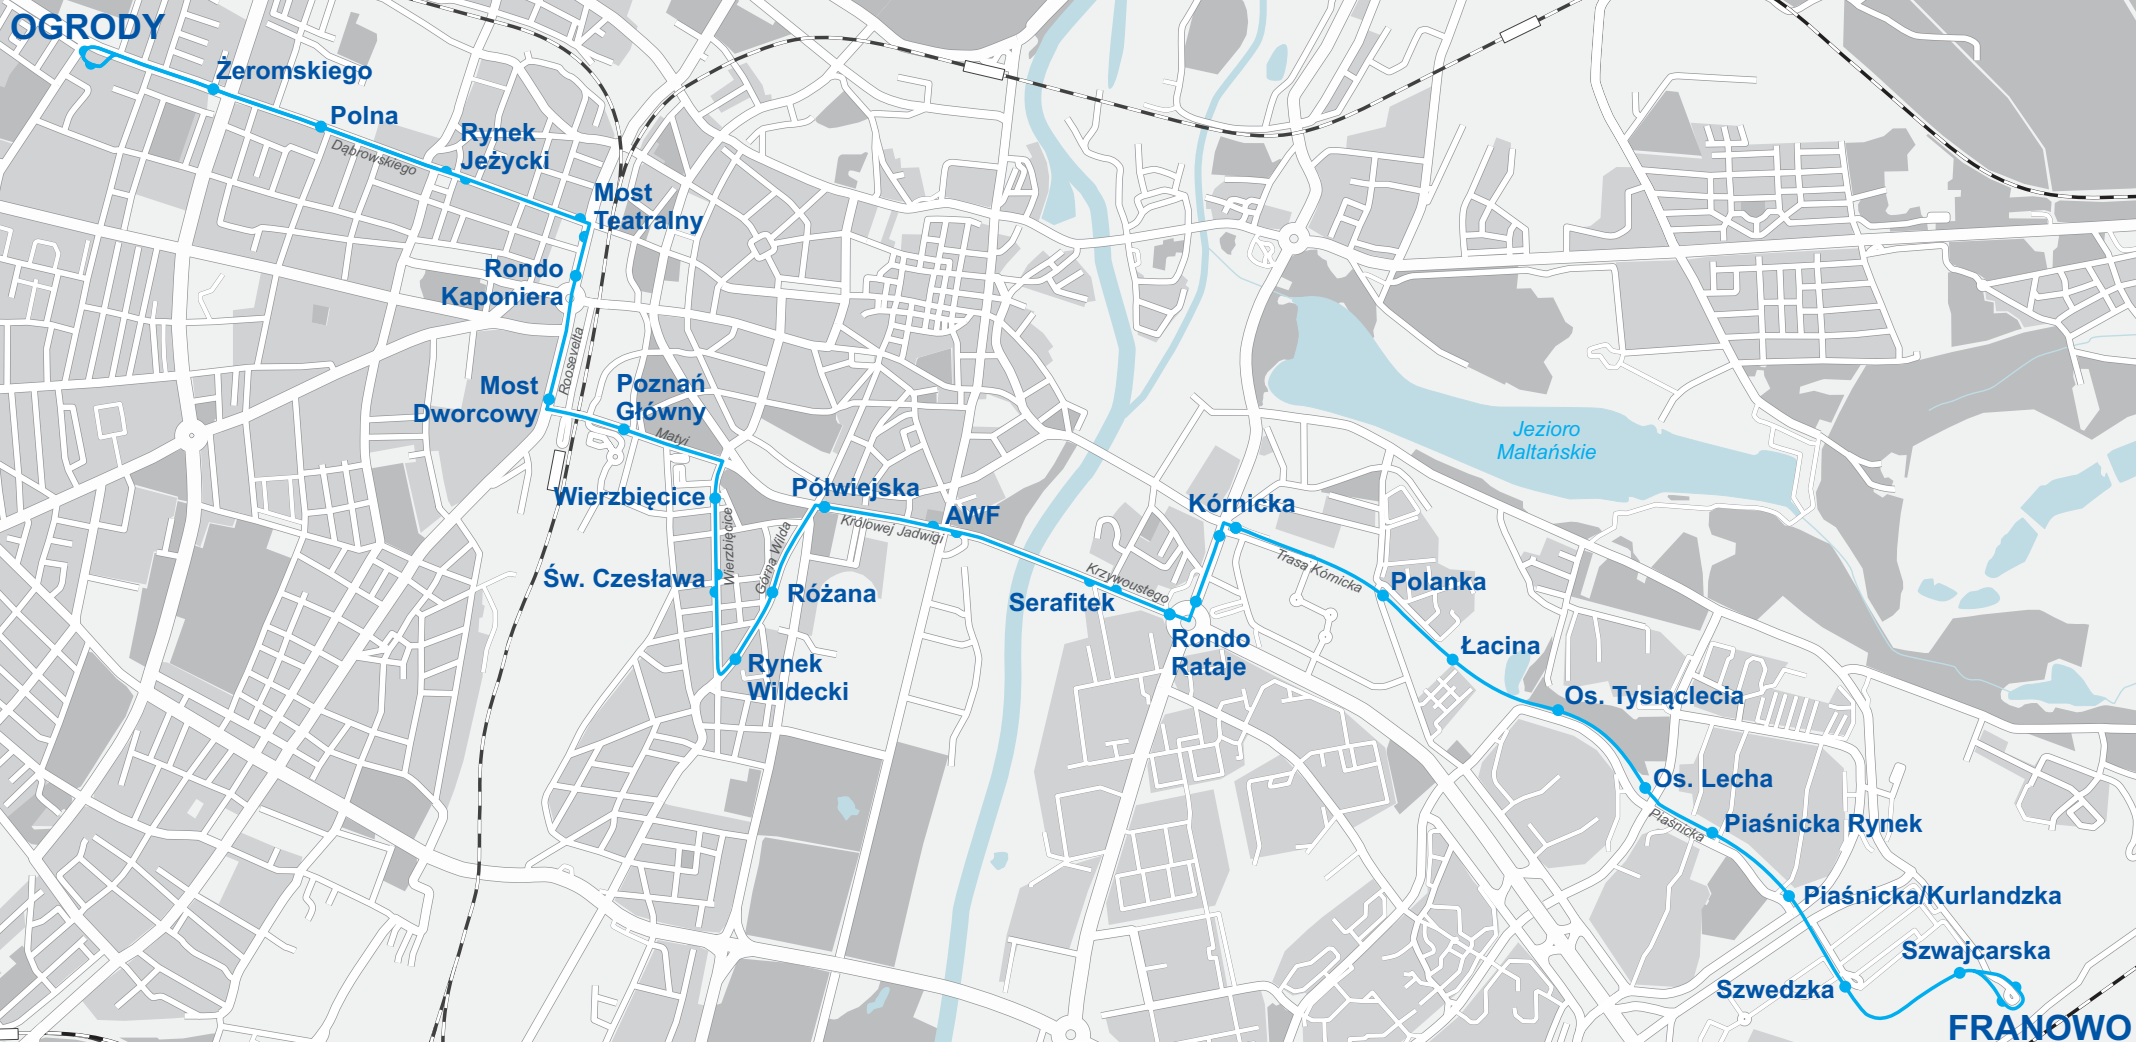 OGRODY
Żeromskiego
Polna
Dąbrowskiego
Rynek
Jeżycki
Most
Teatralny
Rondo
Kaponiera
Roosevelta
Most
Dworcowy
Poznań
Główny
Matyi
Wierzbięcice
Wierzbięcice
Św. Czesława
Rynek
Wildecki
Różana
Górna Wilda
Półwiejska
Królowej Jadwigi
AWF
Krzywoustego
Serafitek
Rondo
Rataje
Kórnicka
Trasa Kórnicka
Jezioro
Maltańskie
Polanka
Łacina
Os. Tysiąclecia
Os. Lecha
Piaśnicka
Piaśnicka Rynek
Piaśnicka/Kurlandzka
Szwedzka
Szwajcarska
FRANOWO